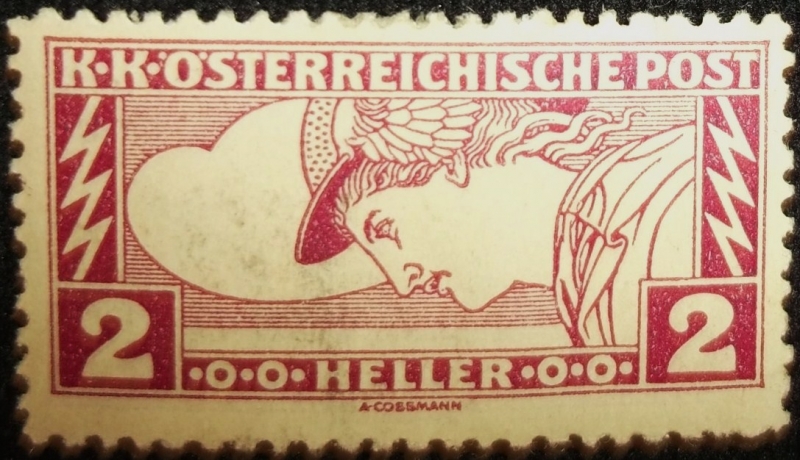 K·K·ÖSTERREICHISCHE POST
2 ·O·O·HELLER·O·O· 2
A·COSSMANN